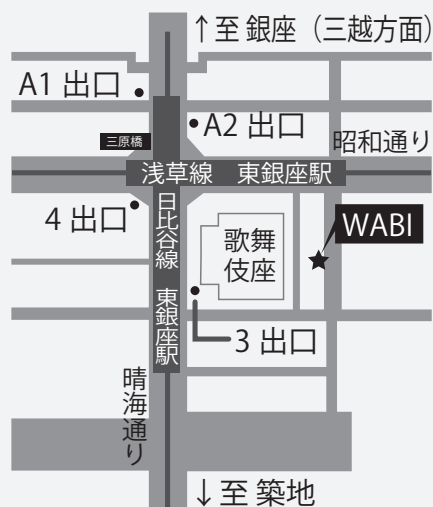 ↑至 銀座（三越方面）
A1 出口
A2 出口
三原橋
昭和通り
浅草線 東銀座駅
4 出口
日比谷線 東銀座駅
歌舞
伎座
WABI
3 出口
晴海通り
↓至 築地